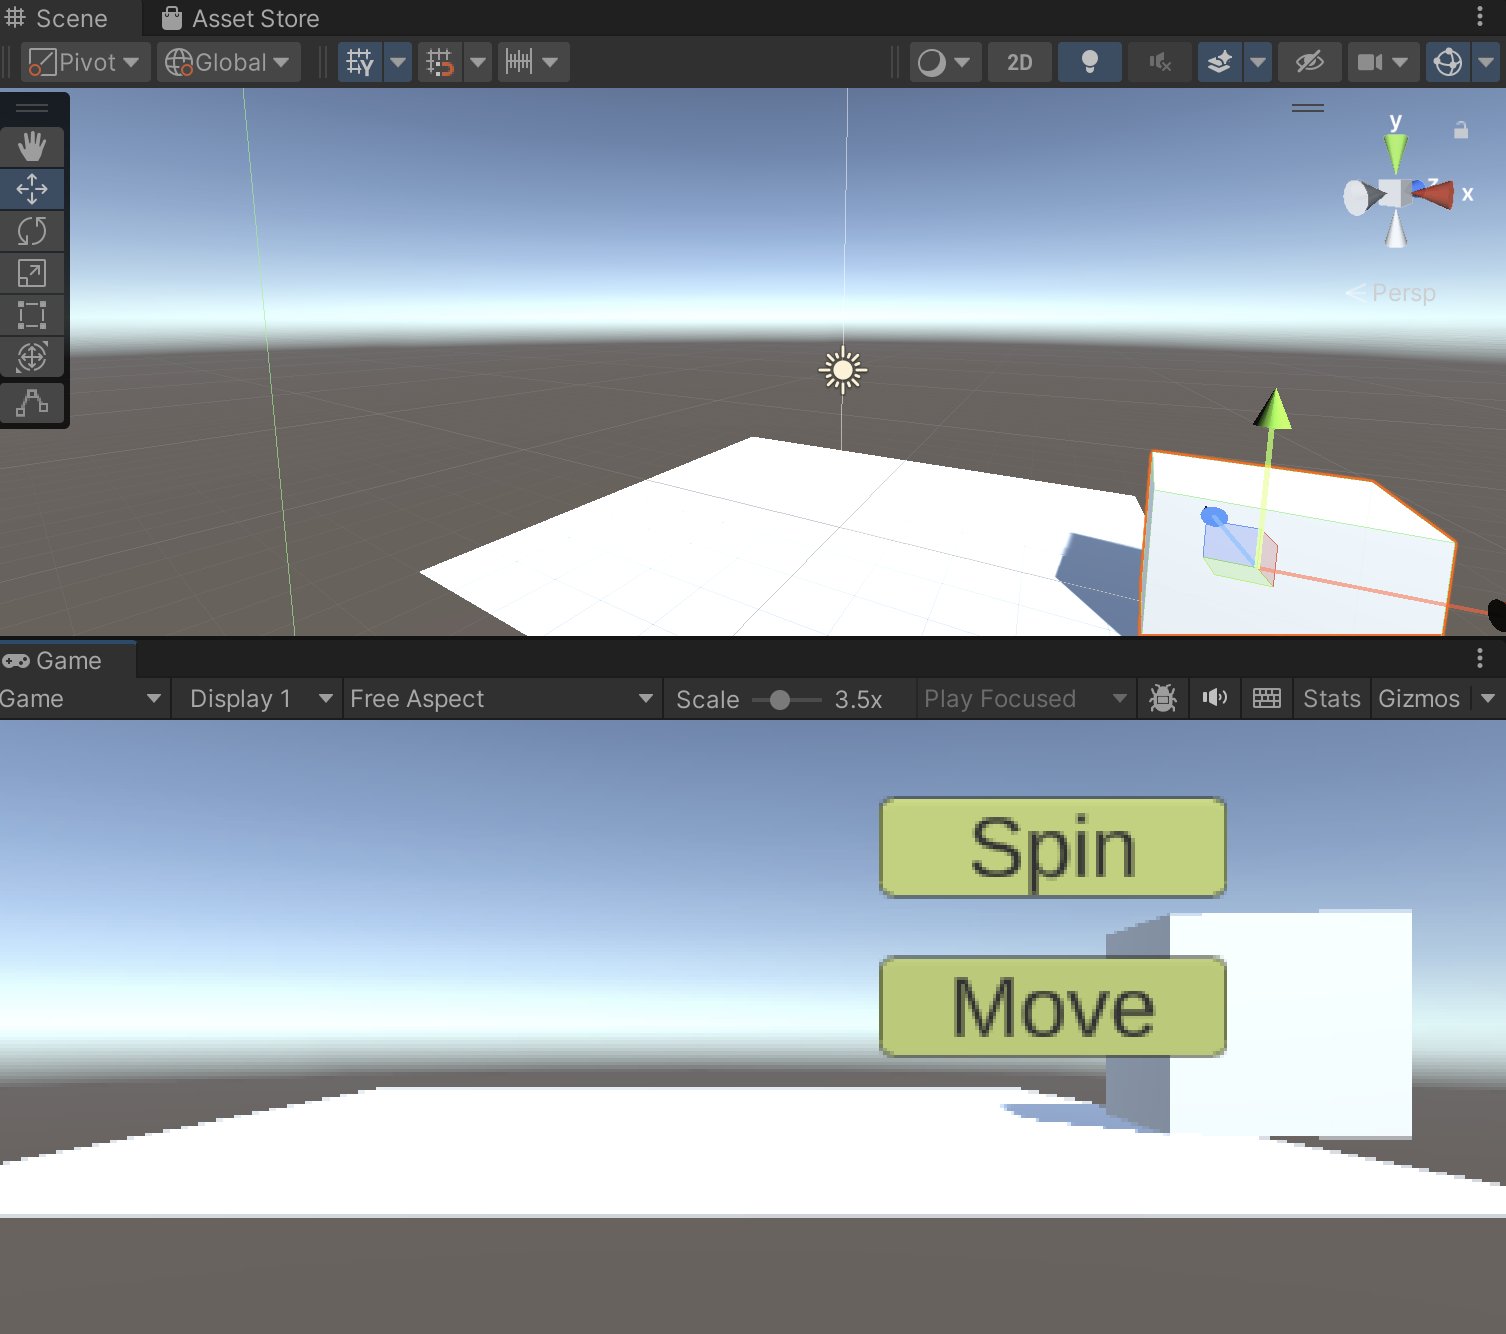 Scene
Asset Store
Pivot
Global
2D
y
z
x
Persp
Game
Game
Display 1
Free Aspect
Scale
3.5x
Play Focused
Stats
Gizmos
Spin
Move